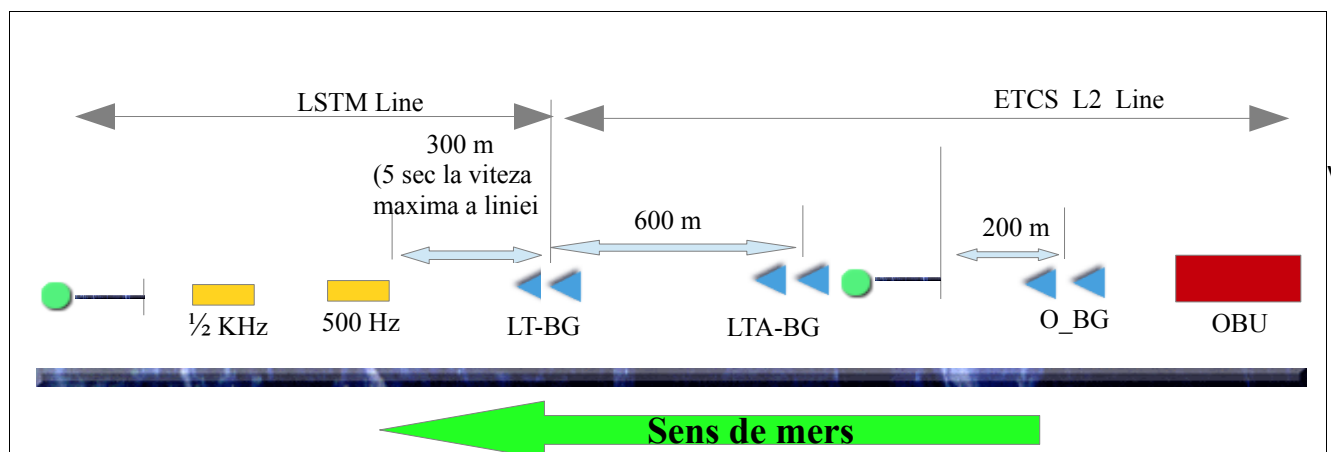 LSTM Line
ETCS L2 Line
300 m
(5 sec la viteza
maxima a liniei
600 m
200 m
½ KHz
500 Hz
LT-BG
LTA-BG
O_BG
OBU
Sens de mers